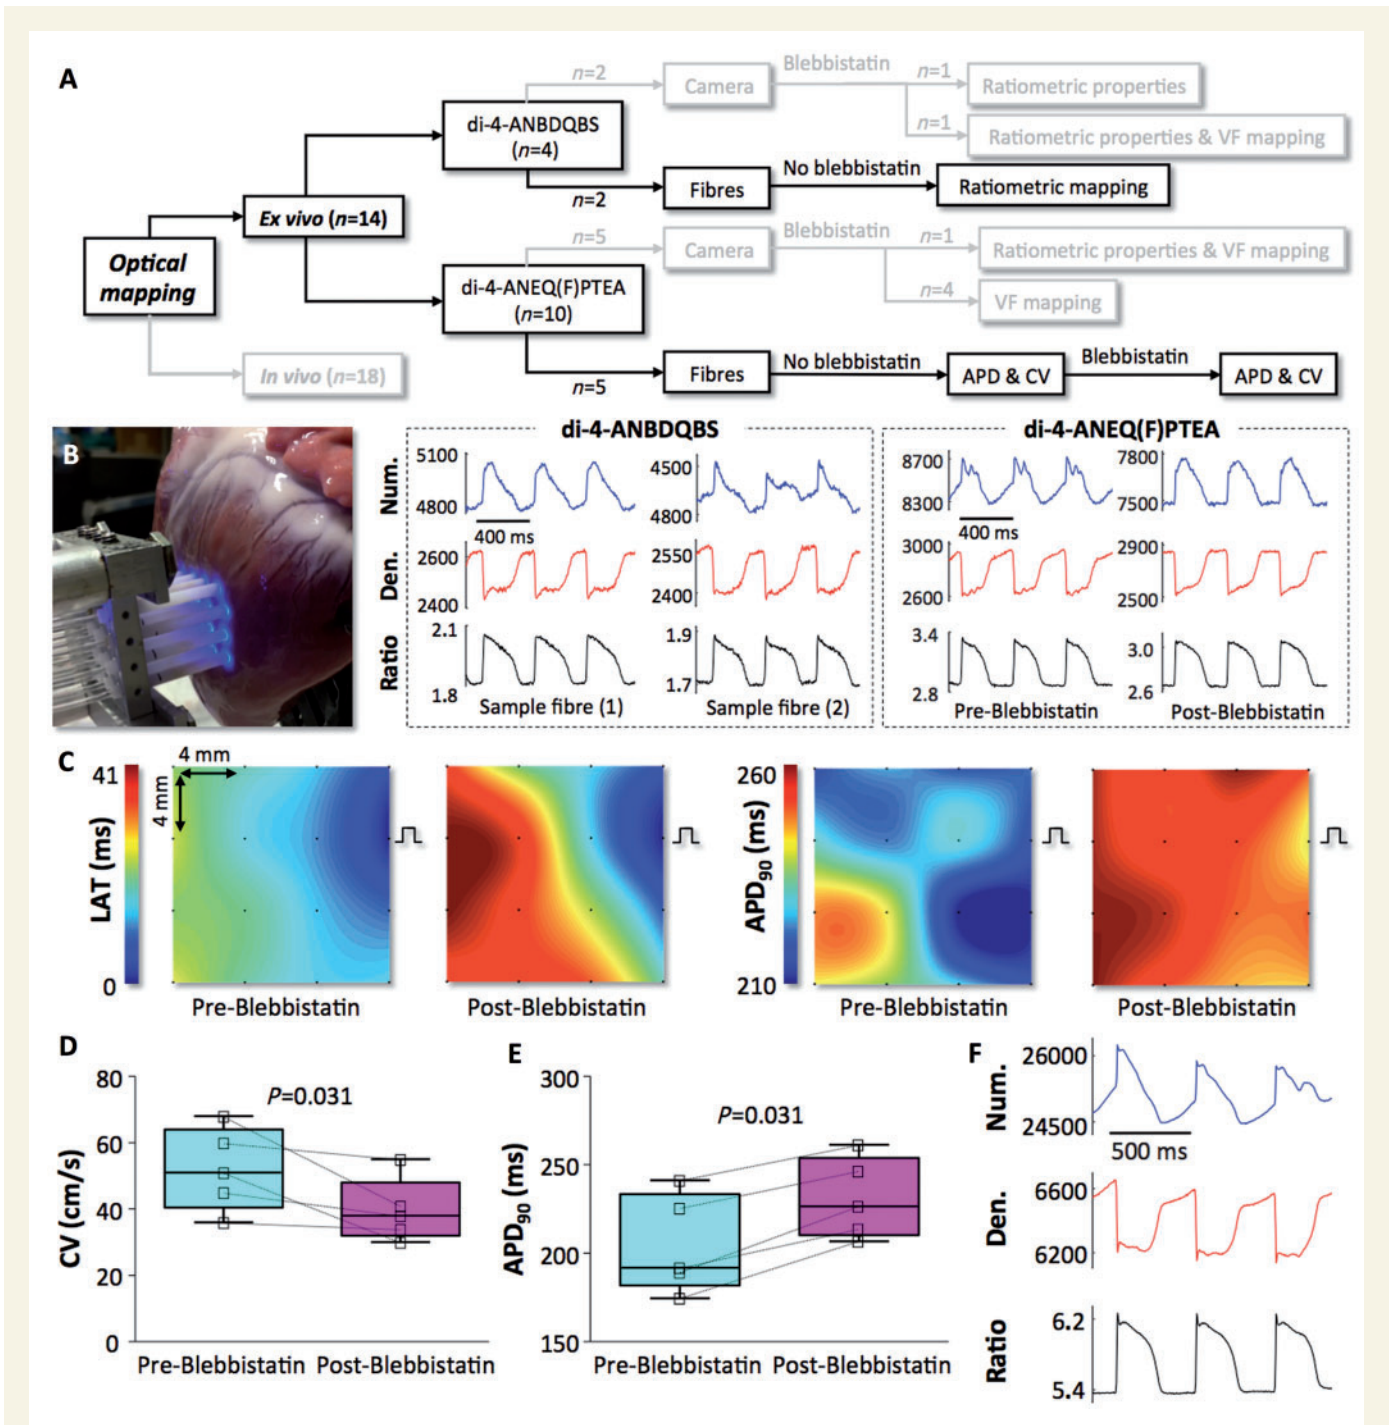 A
n=2
Camera
Blebbistatin
n=1
Ratiometric properties
n=1
Ratiometric properties & VF mapping
di-4-ANBDQBS
(n=4)
n=2
Fibres
No blebbistatin
Ratiometric mapping
Ex vivo (n=14)
Optical
mapping
In vivo (n=18)
n=5
Camera
Blebbistatin
n=1
Ratiometric properties & VF mapping
n=4
VF mapping
di-4-ANEQ(F)PTEA
(n=10)
n=5
Fibres
No blebbistatin
APD & CV
Blebbistatin
APD & CV
B
di-4-ANBDQBS
Num.
5100
4800
400 ms
4500
4800
Den.
2600
2400
2550
2400
Ratio
2.1
1.8
1.9
1.7
Sample fibre (1)
Sample fibre (2)
di-4-ANEQ(F)PTEA
8700
8300
400 ms
7800
7500
3000
2600
2900
2500
3.4
2.8
3.0
2.6
Pre-Blebbistatin
Post-Blebbistatin
C
41
LAT (ms)
0
4 mm
4 mm
Pre-Blebbistatin
Post-Blebbistatin
260
APD90 (ms)
210
Pre-Blebbistatin
Post-Blebbistatin
D
CV (cm/s)
80
60
40
20
0
P=0.031
Pre-Blebbistatin
Post-Blebbistatin
E
APD90 (ms)
300
250
200
150
P=0.031
Pre-Blebbistatin
Post-Blebbistatin
F
Num.
26000
24500
500 ms
Den.
6600
6200
Ratio
6.2
5.4